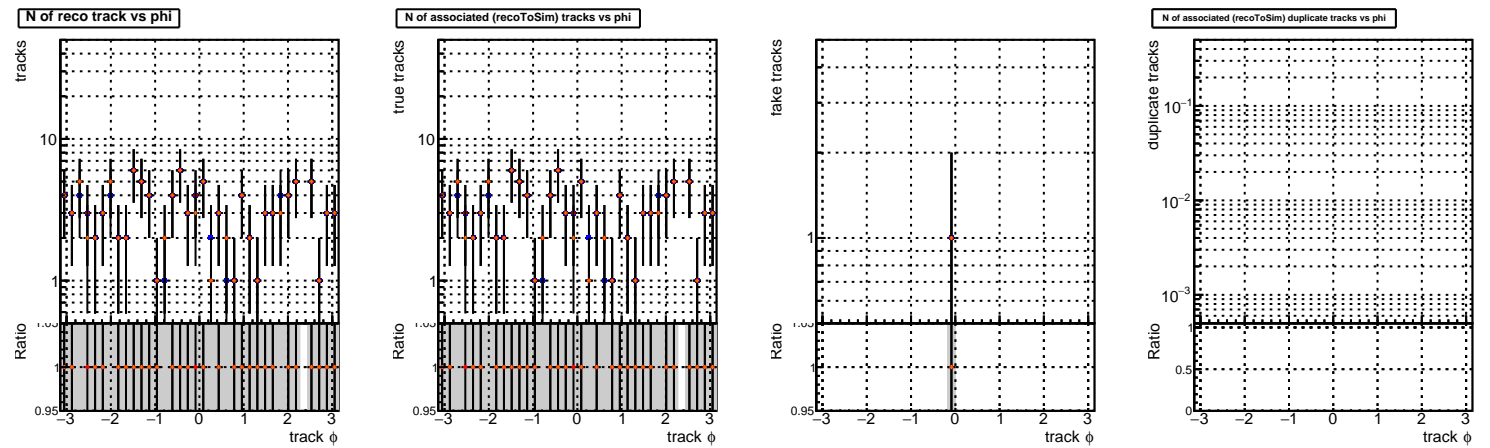 N of reco track vs phi
tracks
10
1
Ratio
1
0.95
−3 −2 −1 0 1 2 3
track ϕ
N of associated (recoToSim) tracks vs phi
true tracks
10
1
Ratio
1
0.95
−3 −2 −1 0 1 2 3
track ϕ
fake tracks
1
Ratio
1
0.95
−3 −2 −1 0 1 2 3
track ϕ
N of associated (recoToSim) duplicate tracks vs phi
duplicate tracks
10⁻¹
10⁻²
10⁻³
Ratio
1
0.5
0
−3 −2 −1 0 1 2 3
track ϕ